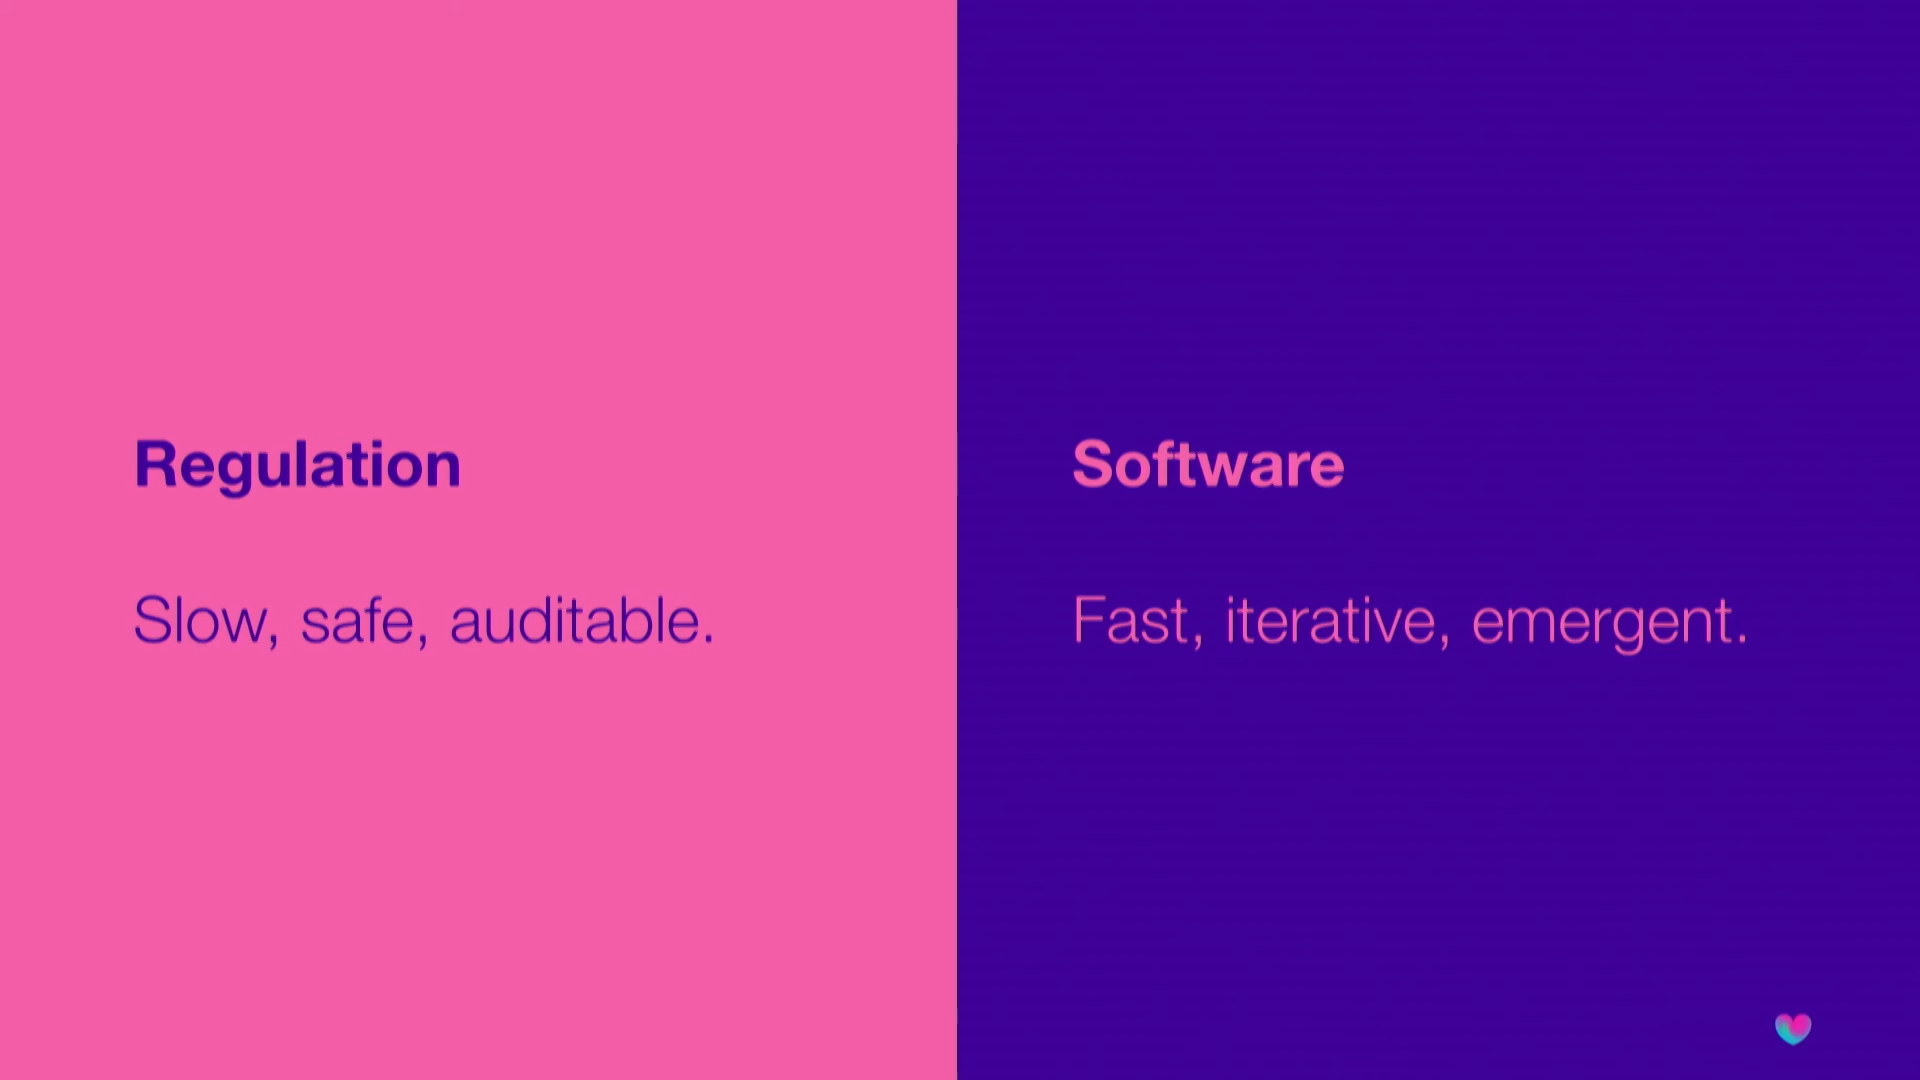 Regulation
Slow, safe, auditable.
Software
Fast, iterative, emergent.